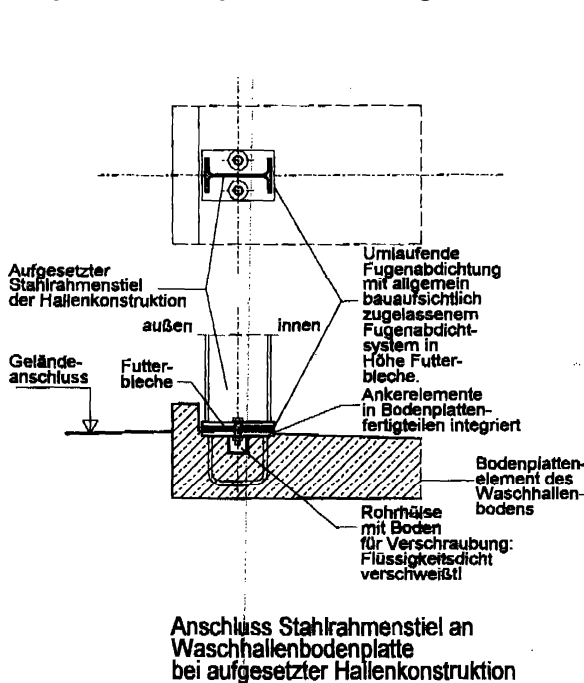 Umlaufende
Fugenabdichtung
mit allgemein
bauaufsichtlich
zugelassenem
Fugenabdicht-
system in
Höhe Futter-
bleche.
Aufgesetzter
Stahlrahmenstiel
der Hallenkonstruktion
außen
innen
Gelände-
anschluss
Futter-
bleche
Ankerelemente
in Bodenplatten-
fertigteilen integriert
Bodenplatten-
element des
Waschhallen-
bodens
Rohrhülse
mit Boden
für Verschraubung:
Flüssigkeitsdicht
verschweißt!
Anschluss Stahlrahmenstiel an
Waschhallenbodenplatte
bei aufgesetzter Hallenkonstruktion